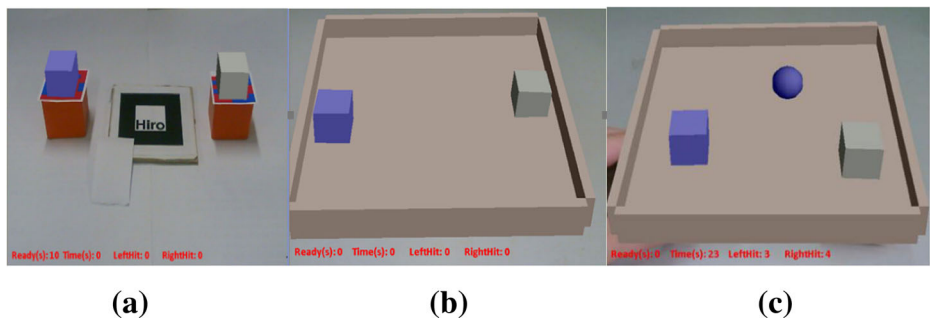 Hiro
Ready(s): 10 Time(s): 0 LeftHit: 0 RightHit: 0
Ready(s): 0 Time(s): 0 LeftHit: 0 RightHit: 0
Ready(s): 0 Time(s): 23 LeftHit: 3 RightHit: 4
(a) (b) (c)